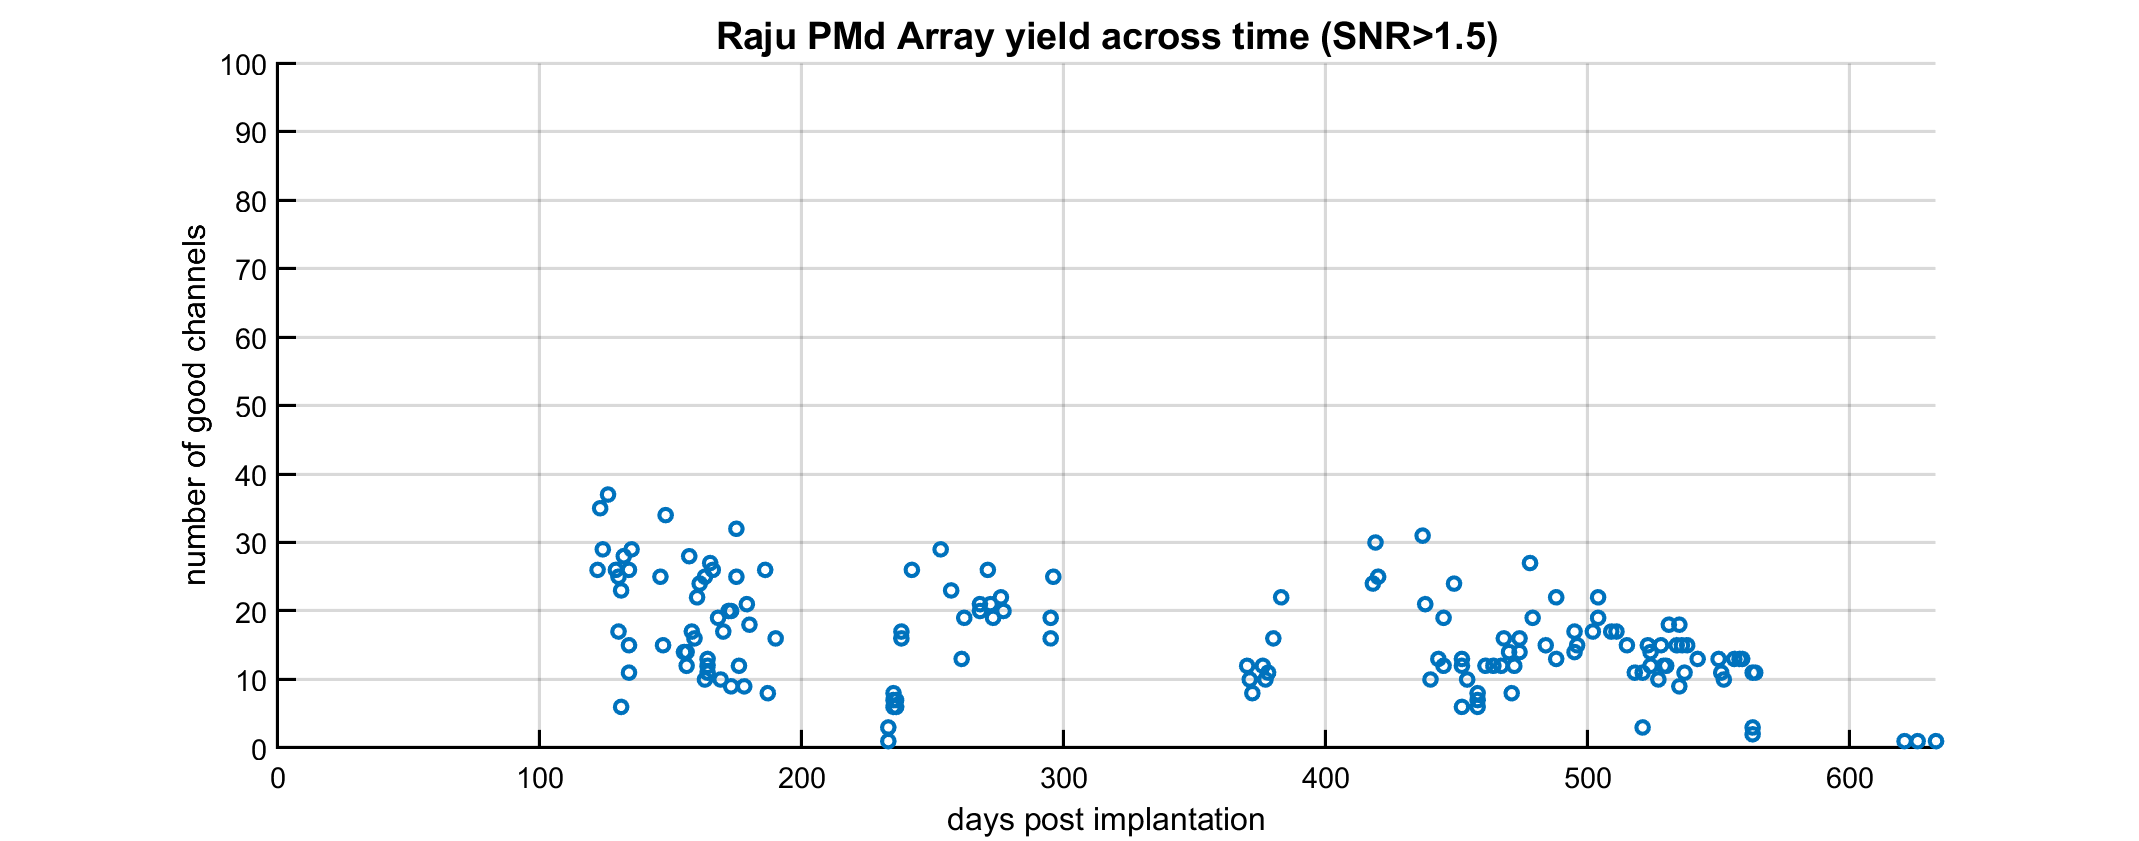 Raju PMd Array yield across time (SNR>1.5)
number of good channels
100
90
80
70
60
50
40
30
20
10
0
0 100 200 300 400 500 600
days post implantation